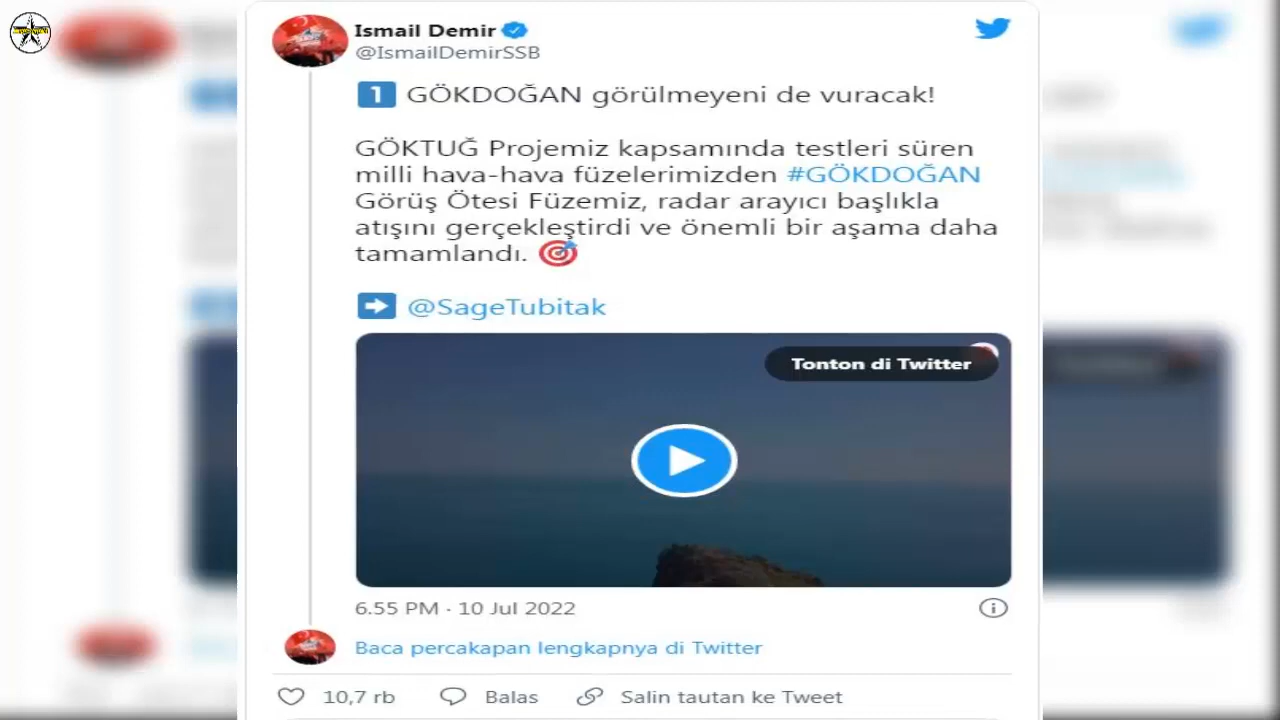 Ismail Demir
@IsmailDemirSSB
1 GÖKDOĞAN görülmeyeni de vuracak!
GÖKTUĞ Projemiz kapsamında testleri süren
milli hava-hava füzelerimizden #GÖKDOĞAN
Görüş Ötesi Füzemiz, radar arayıcı başlıkla
atışını gerçekleştirdi ve önemli bir aşama daha
tamamlandı.
@SageTubitak
Tonton di Twitter
6.55 PM · 10 Jul 2022
Baca percakapan lengkapnya di Twitter
10,7 rb Balas Salin tautan ke Tweet